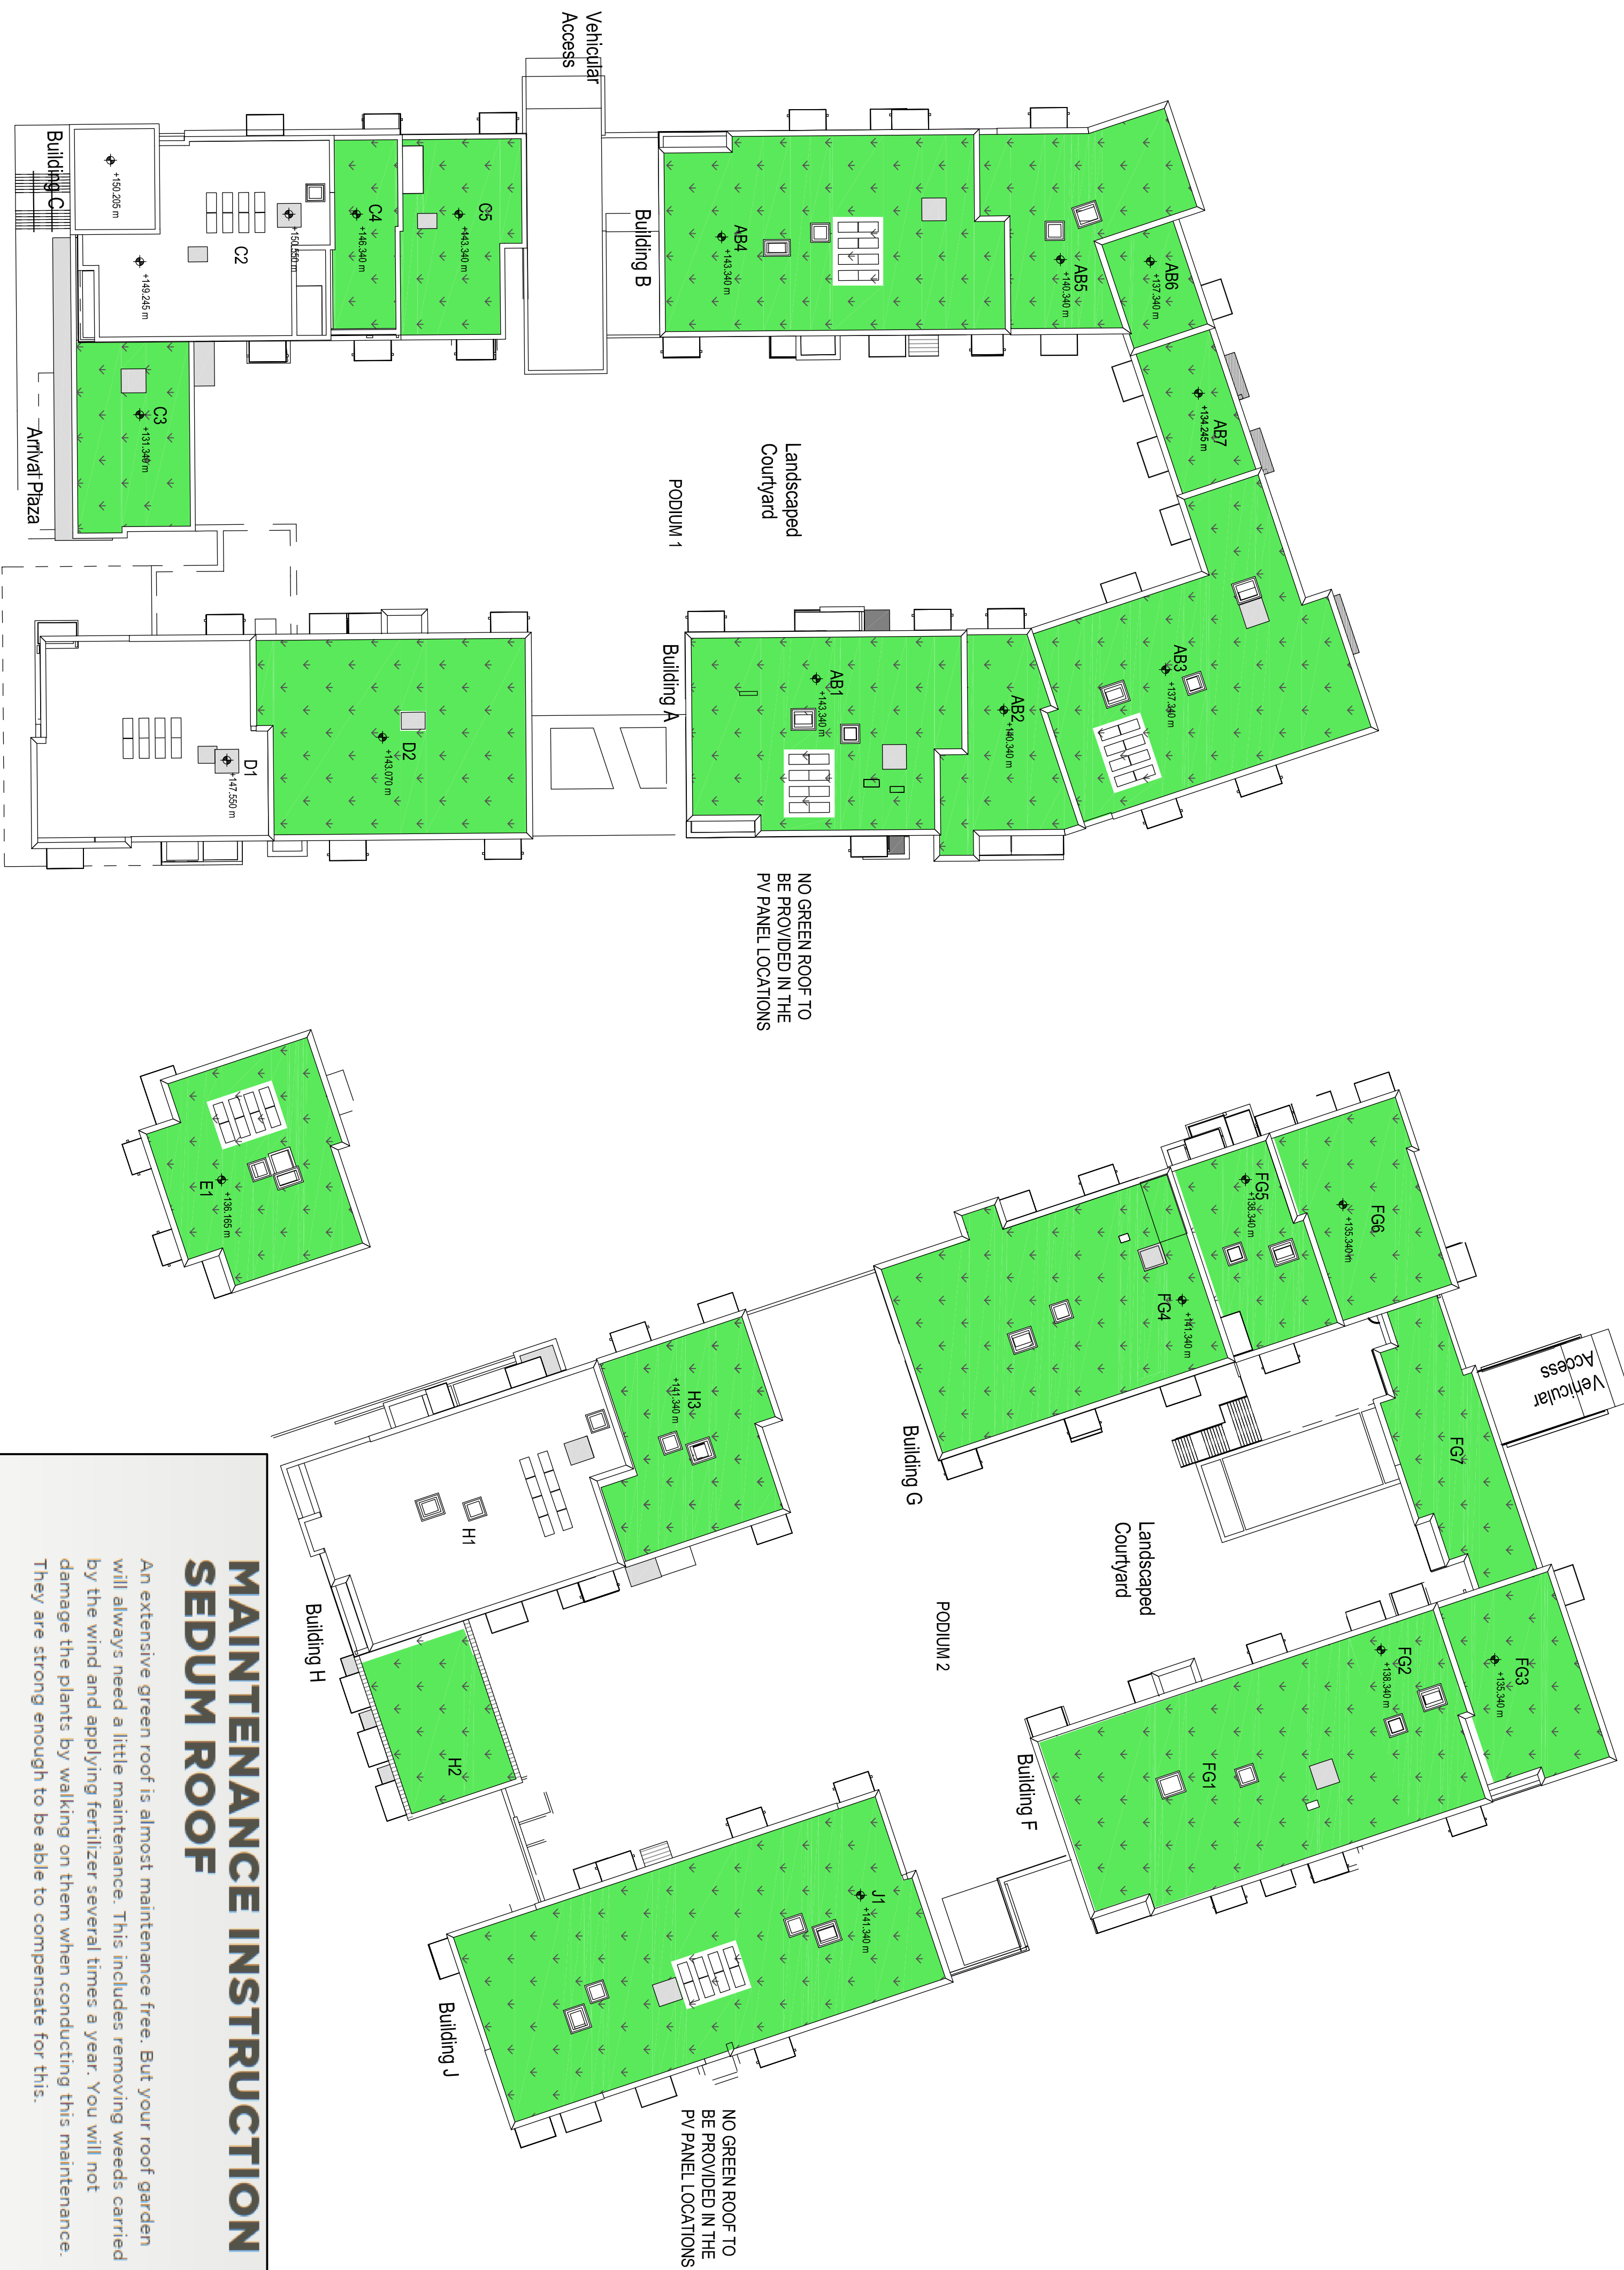 Vehicular
Access
Building C
+150.205 m
+149.245 m
C2
+150.550 m
C4
+146.340 m
C5
+143.340 m
C3
+131.340 m
Arrival Plaza
Building B
AB4
+143.340 m
AB5
+140.340 m
AB6
+137.340 m
AB7
+134.245 m
Landscaped
Courtyard
PODIUM 1
AB3
+137.340 m
AB2
+140.340 m
AB1
+143.340 m
Building A
D2
+143.070 m
D1
+147.550 m
NO GREEN ROOF TO
BE PROVIDED IN THE
PV PANEL LOCATIONS
E1
+136.165 m
FG6
+135.340 m
FG5
+138.340 m
FG4
+141.340 m
Building G
Vehicular
Access
FG7
Landscaped
Courtyard
PODIUM 2
FG3
+135.340 m
FG2
+138.340 m
FG1
Building F
H3
+141.340 m
H1
Building H
H2
J1
+141.340 m
Building J
NO GREEN ROOF TO
BE PROVIDED IN THE
PV PANEL LOCATIONS
MAINTENANCE INSTRUCTION
SEDUM ROOF
An extensive green roof is almost maintenance free. But your roof garden
will always need a little maintenance. This includes removing weeds carried
by the wind and applying fertilizer several times a year. You will not
damage the plants by walking on them when conducting this maintenance.
They are strong enough to be able to compensate for this.